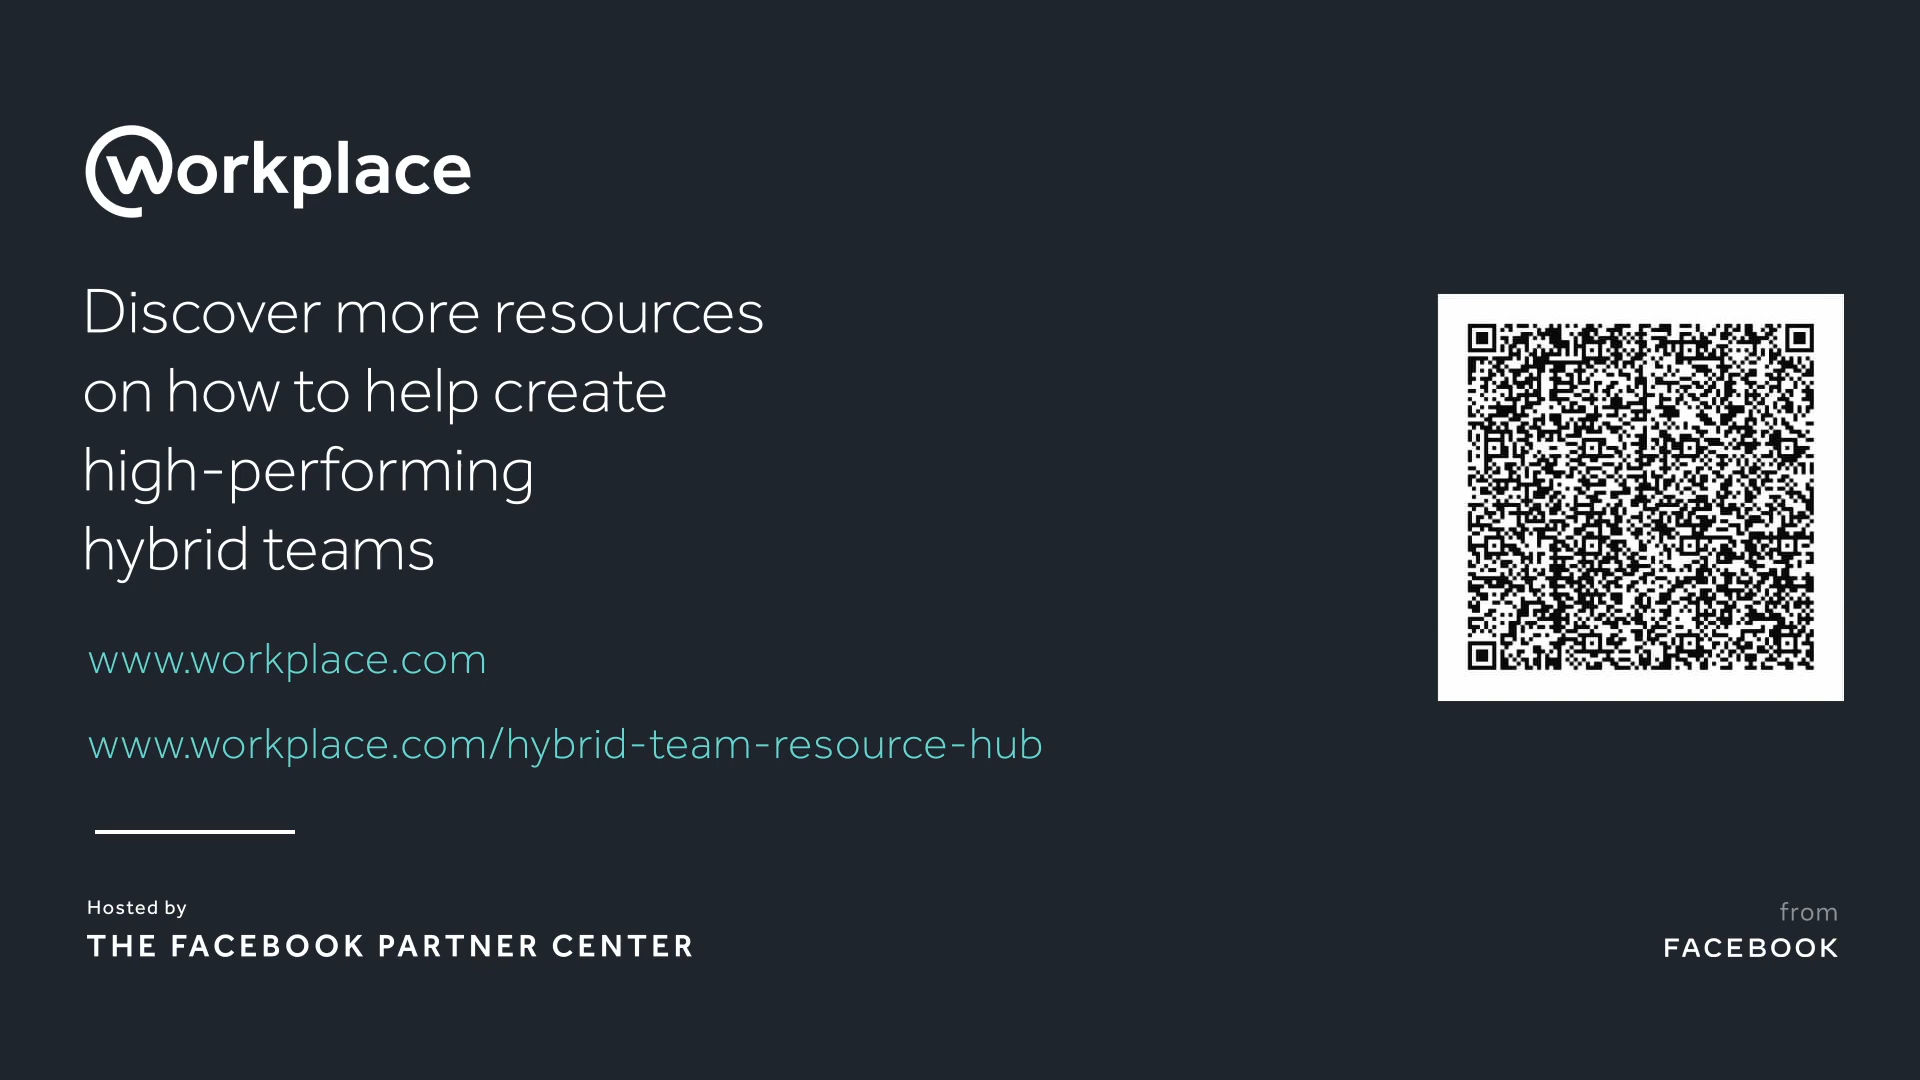 Workplace
Discover more resources
on how to help create
high-performing
hybrid teams
www.workplace.com
www.workplace.com/hybrid-team-resource-hub
Hosted by
THE FACEBOOK PARTNER CENTER
from
FACEBOOK